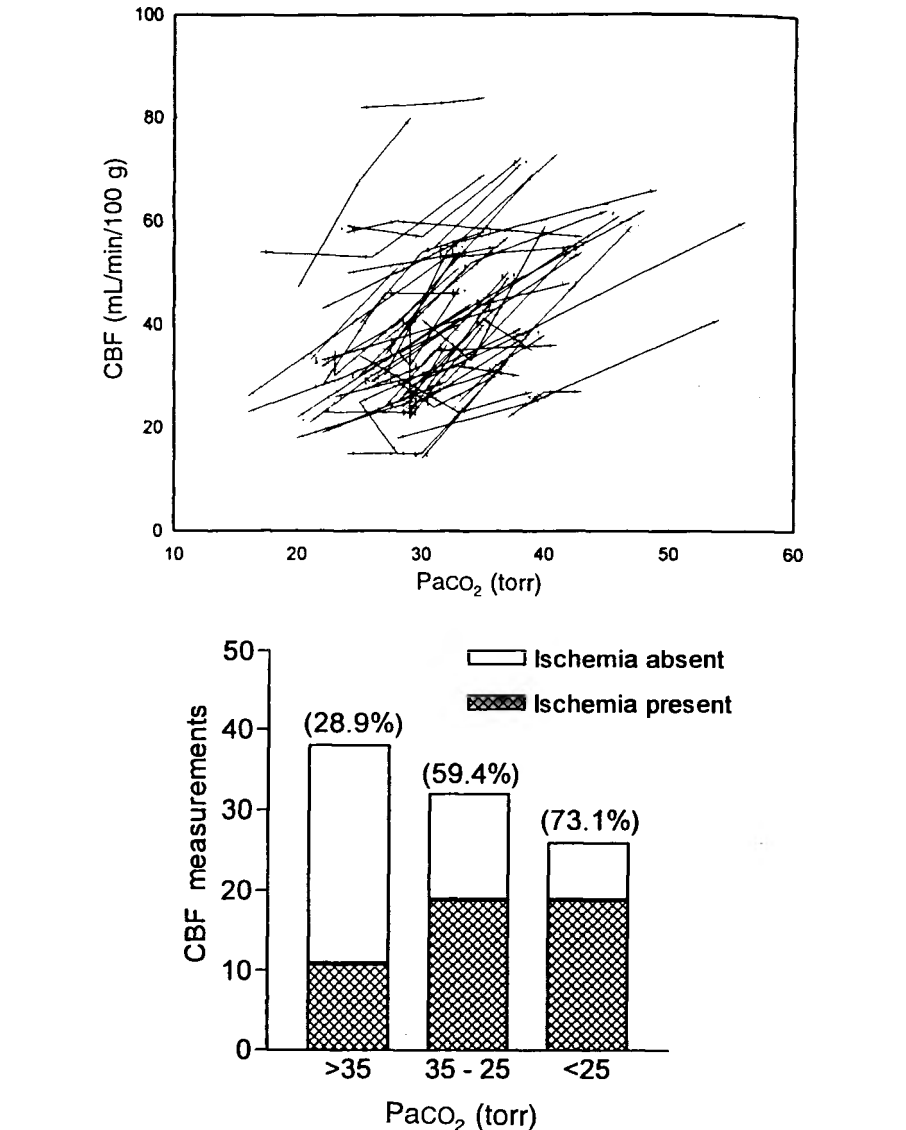 100
80
60
40
20
0
CBF (mL/min/100 g)
10 20 30 40 50 60
PaCO₂ (torr)
50
40
30
20
10
0
CBF measurements
Ischemia absent
Ischemia present
(28.9%)
(59.4%)
(73.1%)
>35 35 - 25 <25
PaCO₂ (torr)